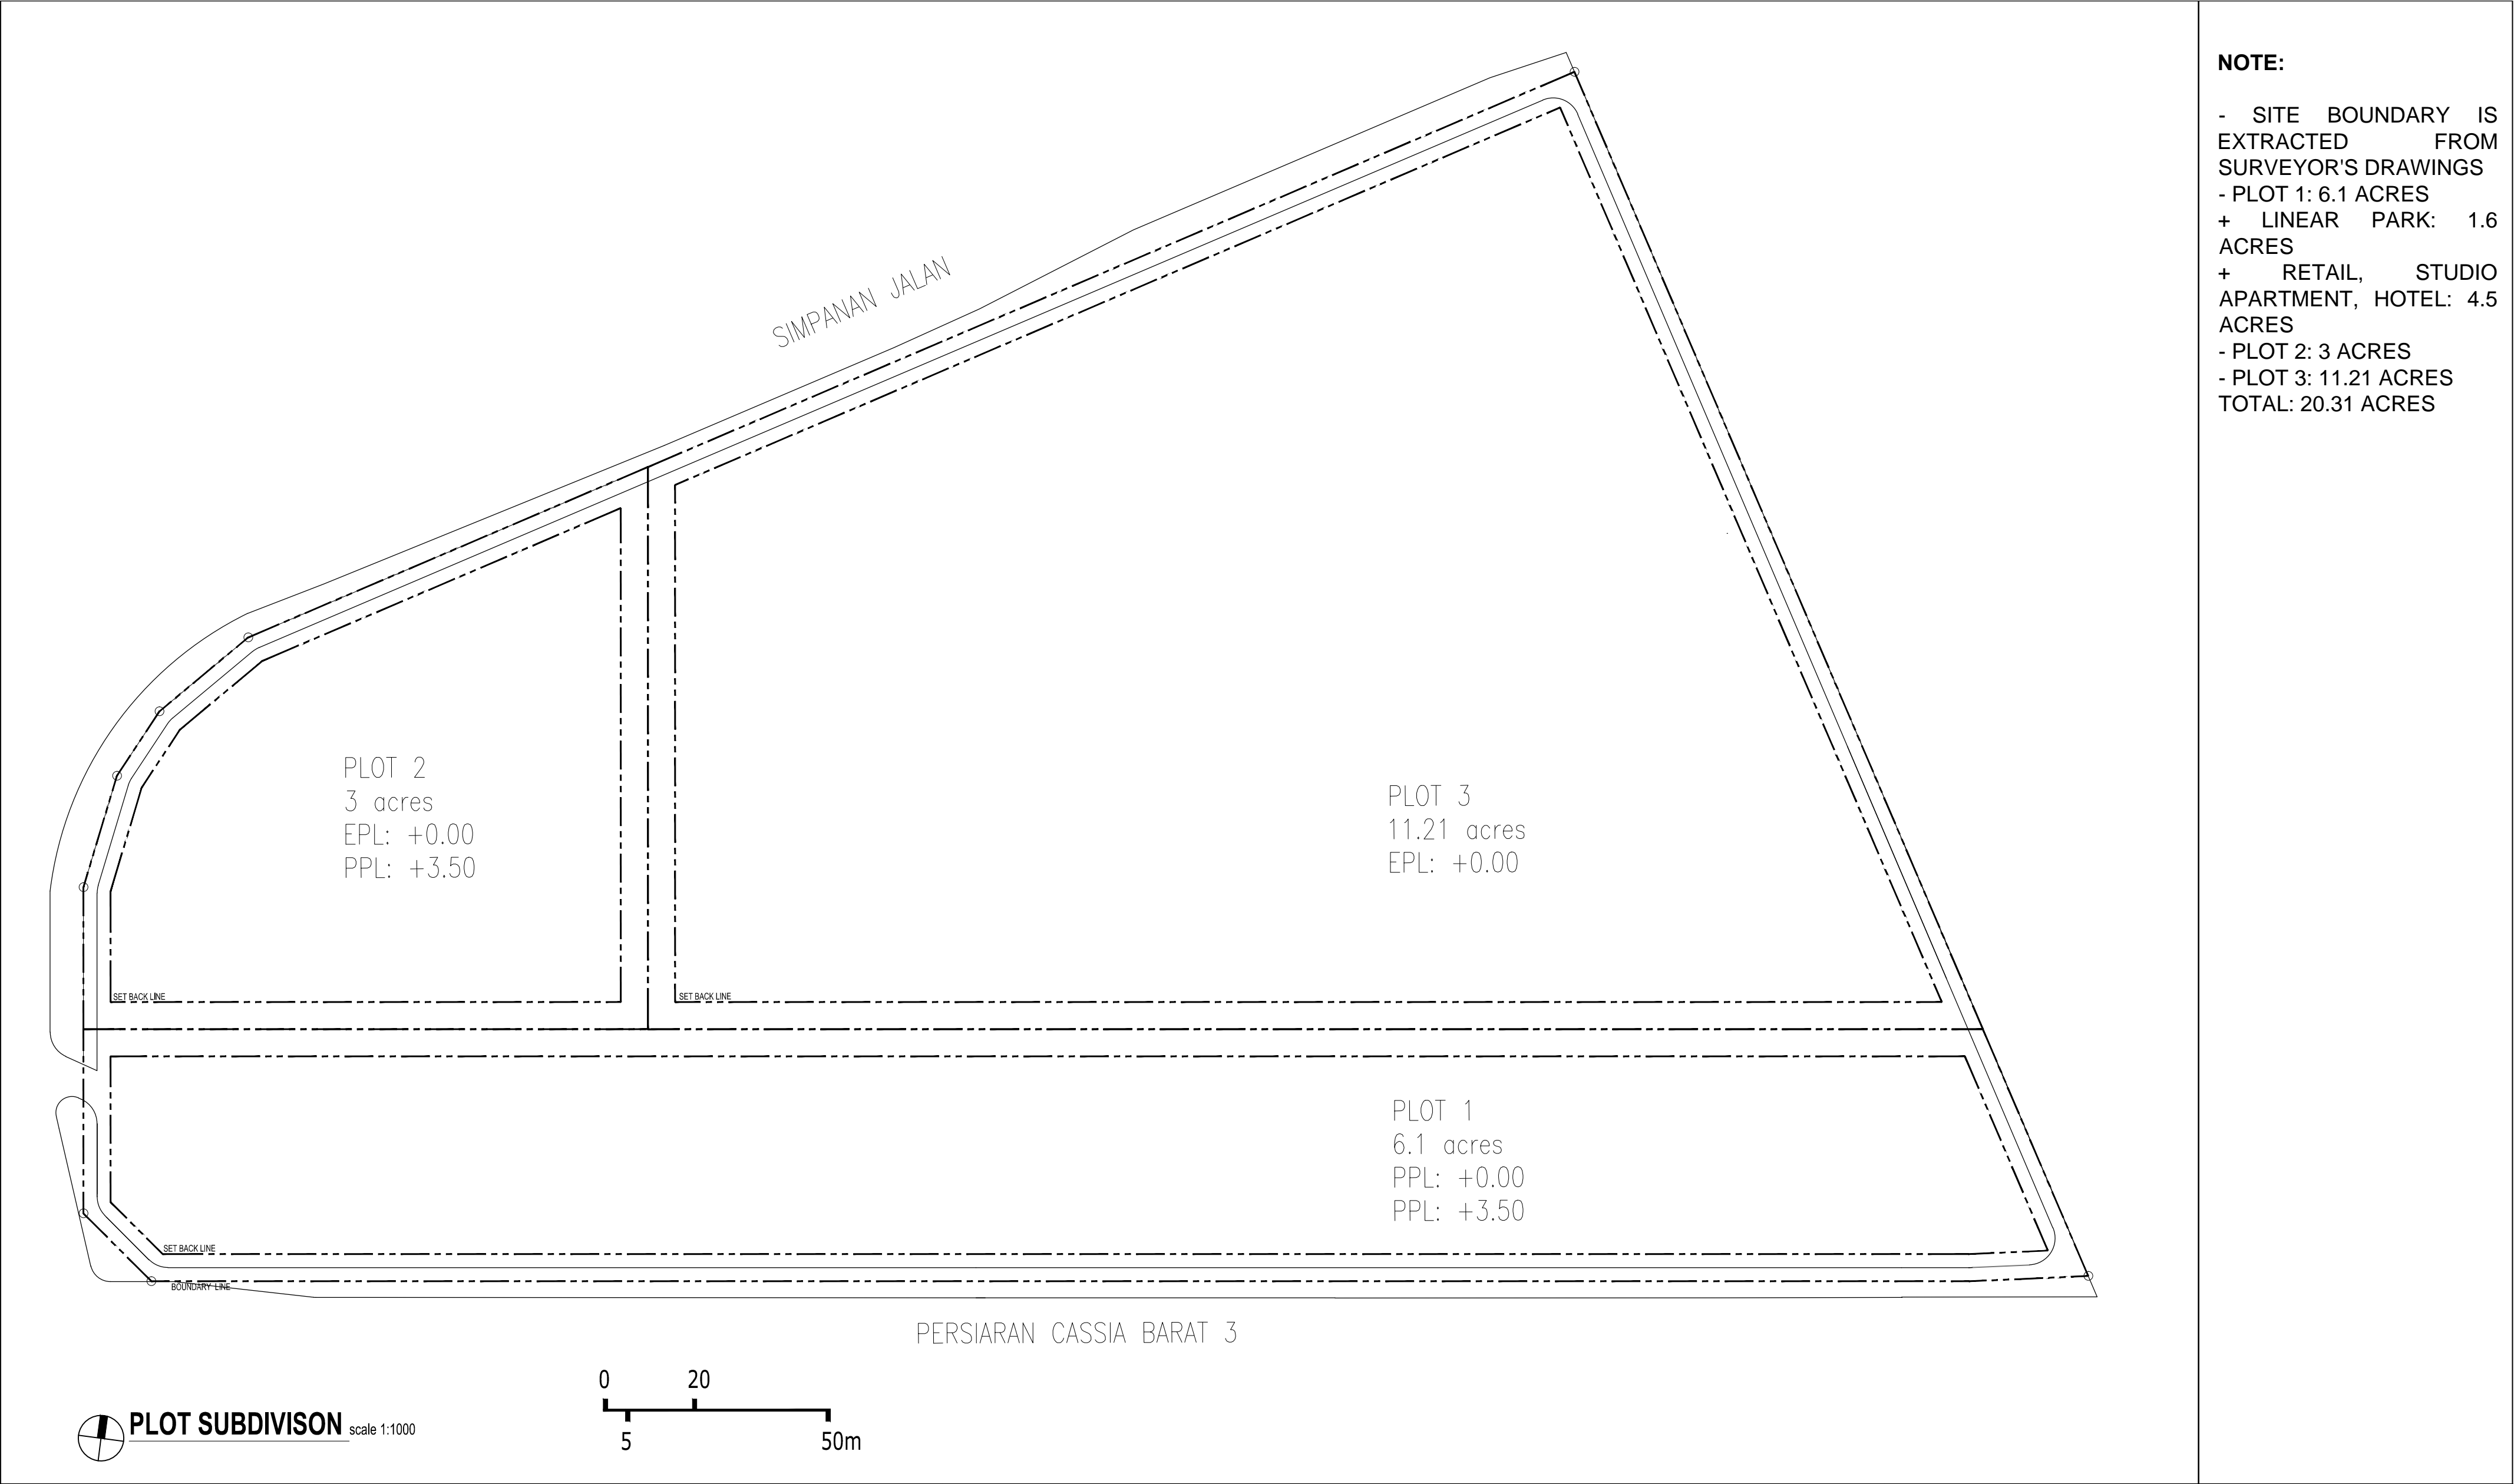 SIMPANAN JALAN
PLOT 2
3 acres
EPL: +0.00
PPL: +3.50
PLOT 3
11.21 acres
EPL: +0.00
SET BACK LINE
SET BACK LINE
PLOT 1
6.1 acres
PPL: +0.00
PPL: +3.50
SET BACK LINE
BOUNDARY LINE
PERSIARAN CASSIA BARAT 3
PLOT SUBDIVISON scale 1:1000
0 20
5 50m
NOTE:
- SITE BOUNDARY IS
EXTRACTED FROM
SURVEYOR'S DRAWINGS
- PLOT 1: 6.1 ACRES
+ LINEAR PARK: 1.6
ACRES
+ RETAIL, STUDIO
APARTMENT, HOTEL: 4.5
ACRES
- PLOT 2: 3 ACRES
- PLOT 3: 11.21 ACRES
TOTAL: 20.31 ACRES